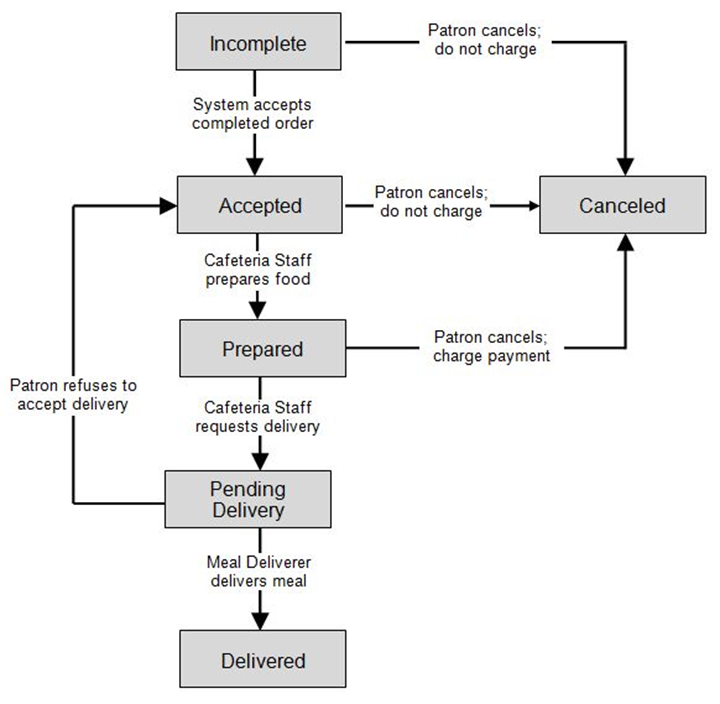 Incomplete
Patron cancels;
do not charge
System accepts
completed order
Accepted
Patron cancels;
do not charge
Canceled
Cafeteria Staff
prepares food
Prepared
Patron cancels;
charge payment
Patron refuses to
accept delivery
Cafeteria Staff
requests delivery
Pending
Delivery
Meal Deliverer
delivers meal
Delivered